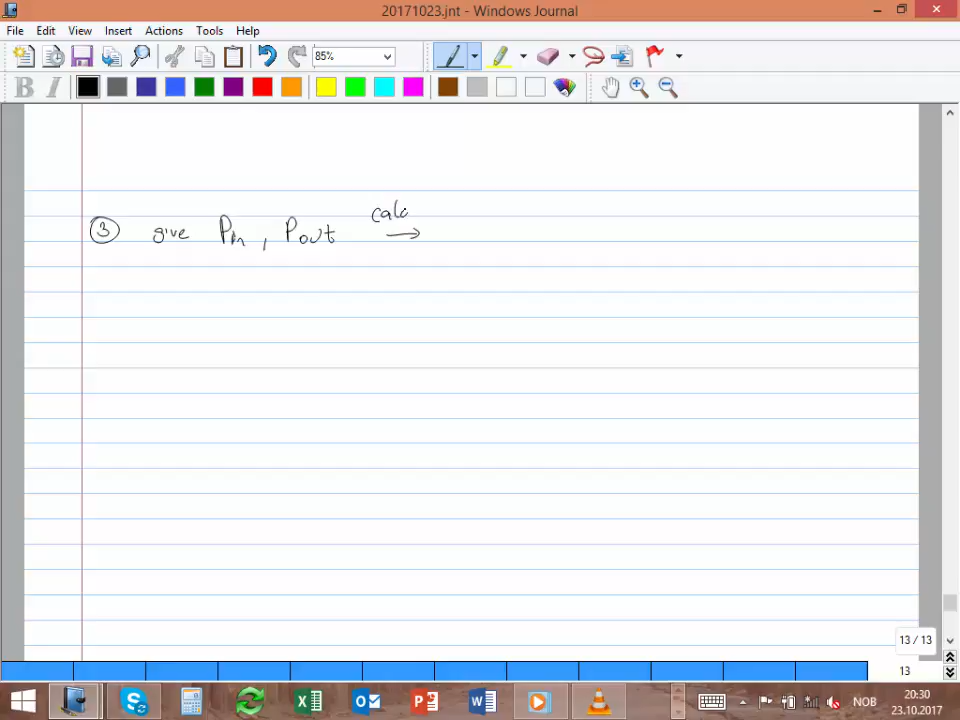 20171023.jnt - Windows Journal
File Edit View Insert Actions Tools Help
85%
B I
calc
③ give Pin , Pout →
13 / 13
13
NOB
20:30
23.10.2017